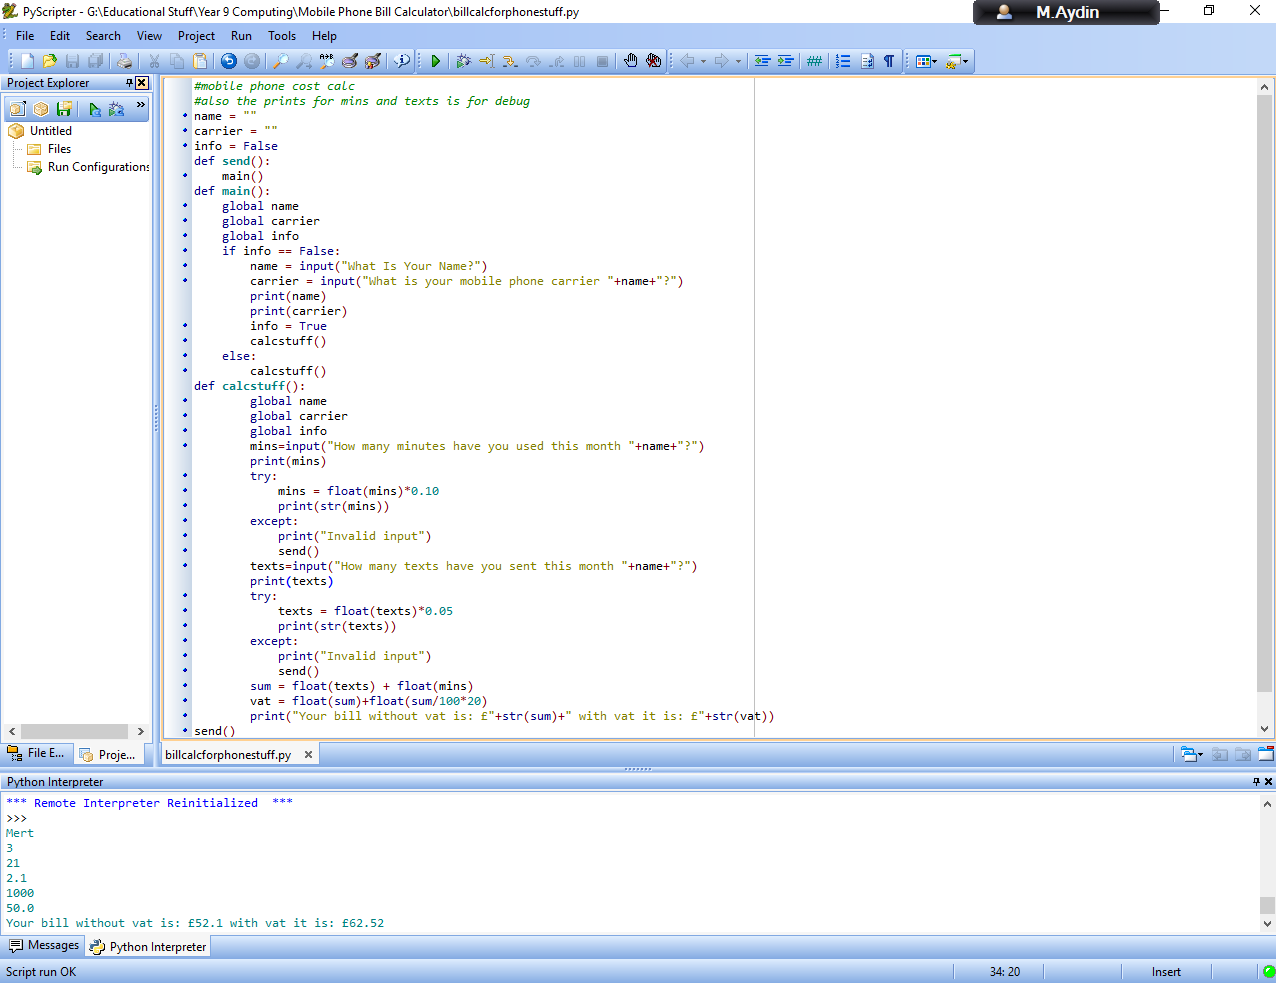 PyScripter - G:\Educational Stuff\Year 9 Computing\Mobile Phone Bill Calculator\billcalcforphonestuff.py
M.Aydin
File Edit Search View Project Run Tools Help
Project Explorer
Untitled
Files
Run Configurations
#mobile phone cost calc
#also the prints for mins and texts is for debug
name = ""
carrier = ""
info = False
def send():
    main()
def main():
    global name
    global carrier
    global info
    if info == False:
        name = input("What Is Your Name?")
        carrier = input("What is your mobile phone carrier "+name+"?")
        print(name)
        print(carrier)
        info = True
        calcstuff()
    else:
        calcstuff()
def calcstuff():
        global name
        global carrier
        global info
        mins=input("How many minutes have you used this month "+name+"?")
        print(mins)
        try:
            mins = float(mins)*0.10
            print(str(mins))
        except:
            print("Invalid input")
            send()
        texts=input("How many texts have you sent this month "+name+"?")
        print(texts)
        try:
            texts = float(texts)*0.05
            print(str(texts))
        except:
            print("Invalid input")
            send()
        sum = float(texts) + float(mins)
        vat = float(sum)+float(sum/100*20)
        print("Your bill without vat is: £"+str(sum)+" with vat it is: £"+str(vat))
send()
File E...
Proje...
billcalcforphonestuff.py
Python Interpreter
*** Remote Interpreter Reinitialized  ***
>>>
Mert
3
21
2.1
1000
50.0
Your bill without vat is: £52.1 with vat it is: £62.52
Messages
Python Interpreter
Script run OK
34: 20
Insert